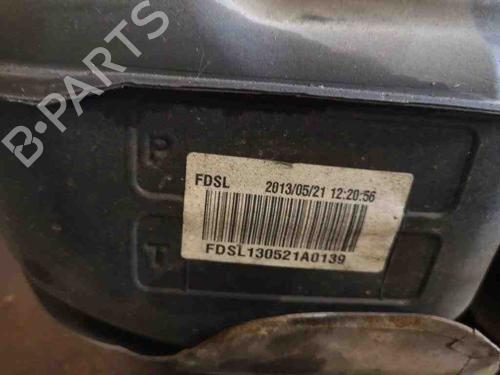 B-PARTS
P
FDSL 2013/05/21 12:20:56
T
FDSL130521A0139